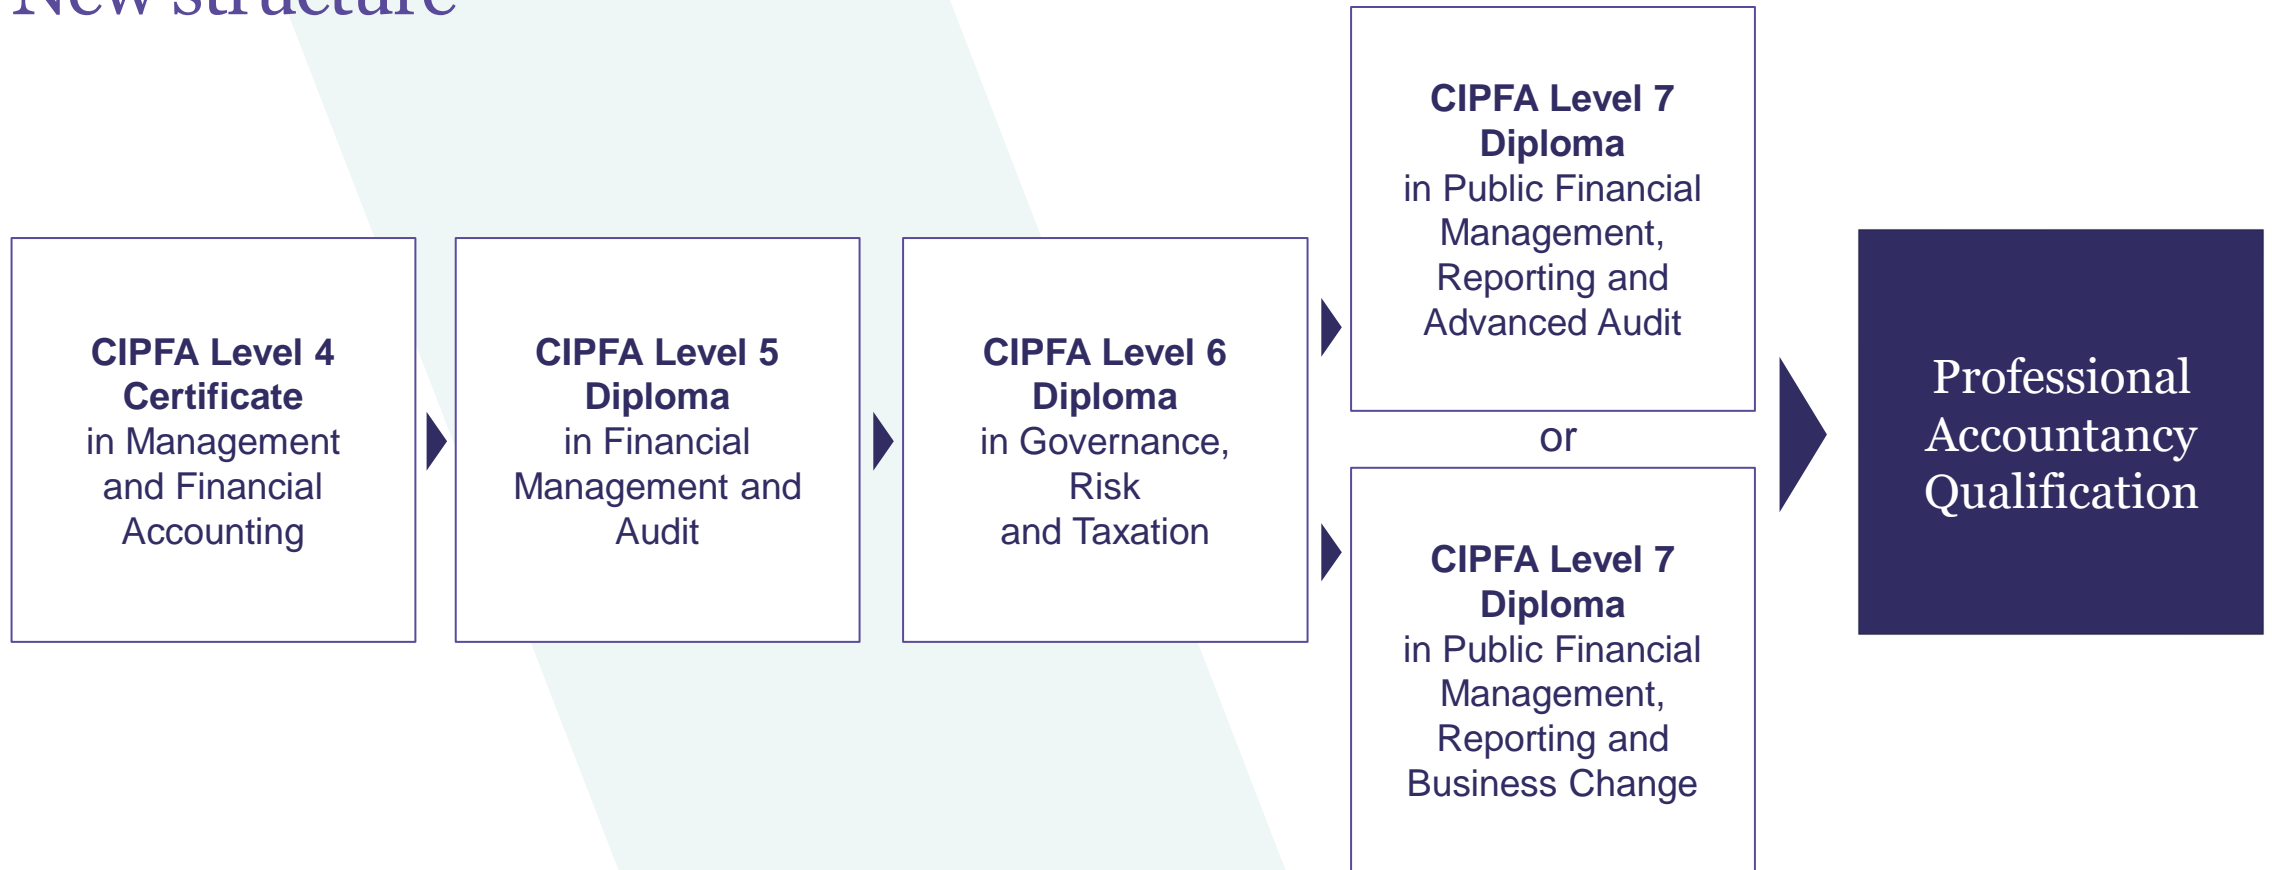 New structure
CIPFA Level 4
Certificate
in Management
and Financial
Accounting
CIPFA Level 5
Diploma
in Financial
Management and
Audit
CIPFA Level 6
Diploma
in Governance,
Risk
and Taxation
CIPFA Level 7
Diploma
in Public Financial
Management,
Reporting and
Advanced Audit
or
CIPFA Level 7
Diploma
in Public Financial
Management,
Reporting and
Business Change
Professional
Accountancy
Qualification